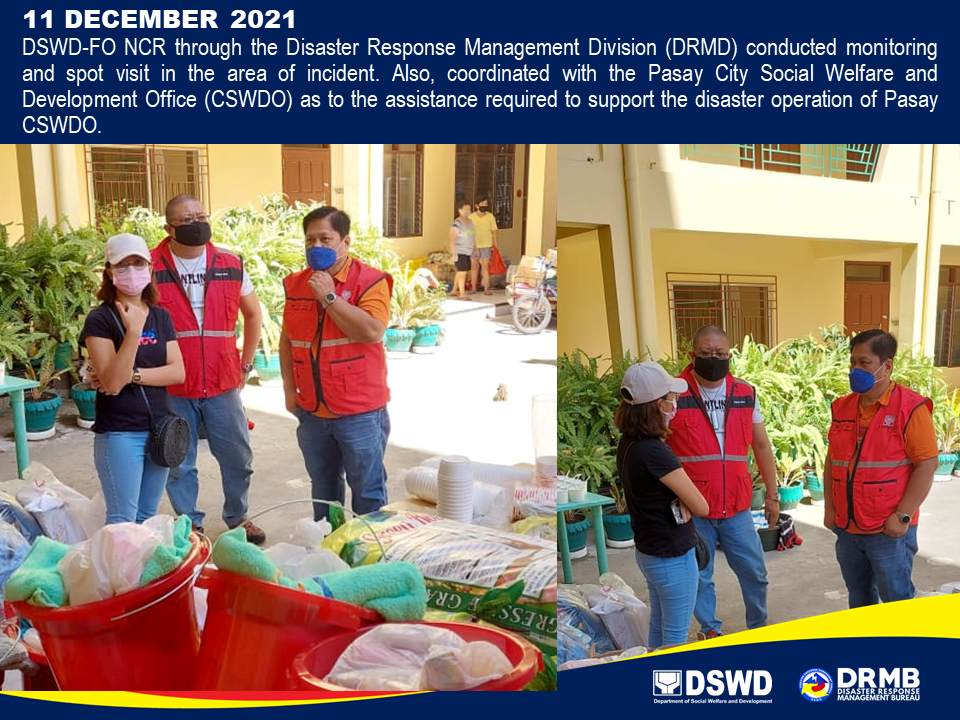 11 DECEMBER 2021
DSWD-FO NCR through the Disaster Response Management Division (DRMD) conducted monitoring
and spot visit in the area of incident. Also, coordinated with the Pasay City Social Welfare and
Development Office (CSWDO) as to the assistance required to support the disaster operation of Pasay
CSWDO.
DSWD
Department of Social Welfare and Development
DRMB
DISASTER RESPONSE
MANAGEMENT BUREAU